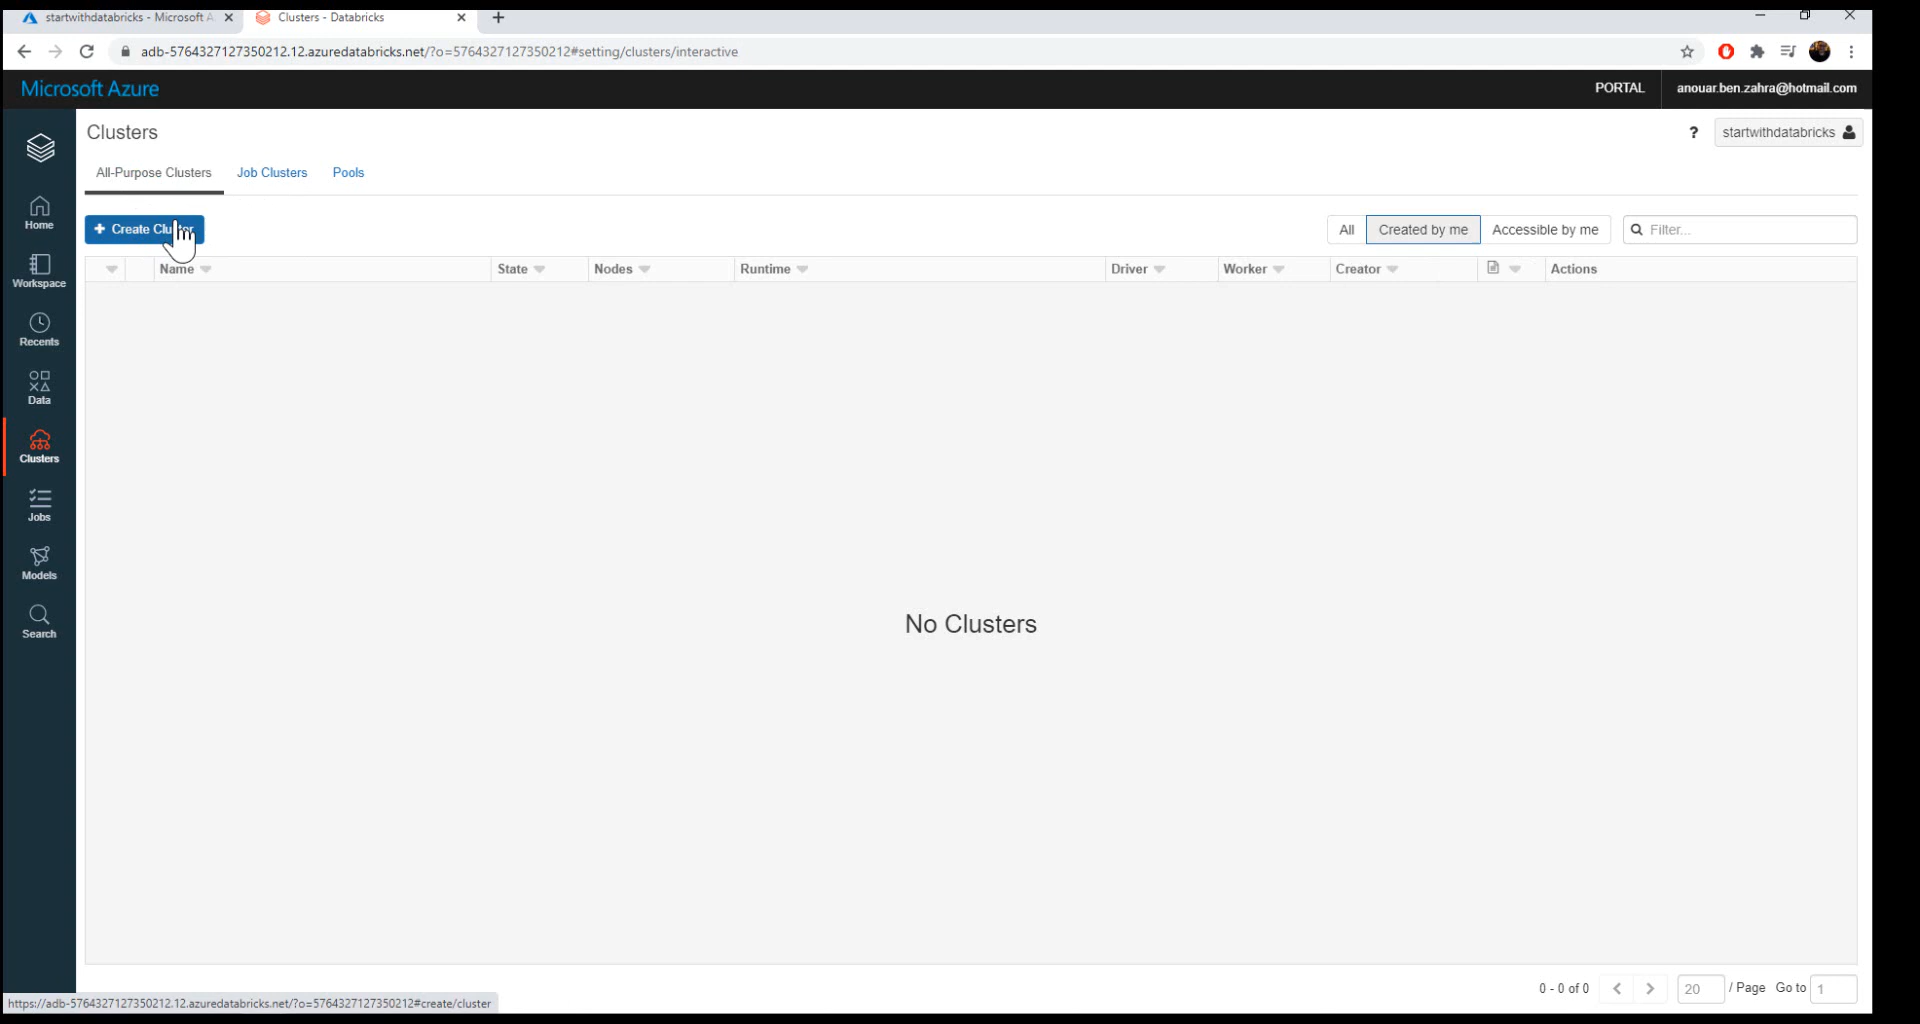 startwithdatabricks - Microsoft A
Clusters - Databricks
adb-5764327127350212.12.azuredatabricks.net/?o=5764327127350212#setting/clusters/interactive
Microsoft Azure
PORTAL
anouar.ben.zahra@hotmail.com
Clusters
? startwithdatabricks
All-Purpose Clusters
Job Clusters
Pools
+ Create Cluster
All
Created by me
Accessible by me
Filter...
Name
State
Nodes
Runtime
Driver
Worker
Creator
Actions
Home
Workspace
Recents
Data
Clusters
Jobs
Models
Search
No Clusters
0 - 0 of 0
20 / Page Go to 1
https://adb-5764327127350212.12.azuredatabricks.net/?o=5764327127350212#create/cluster